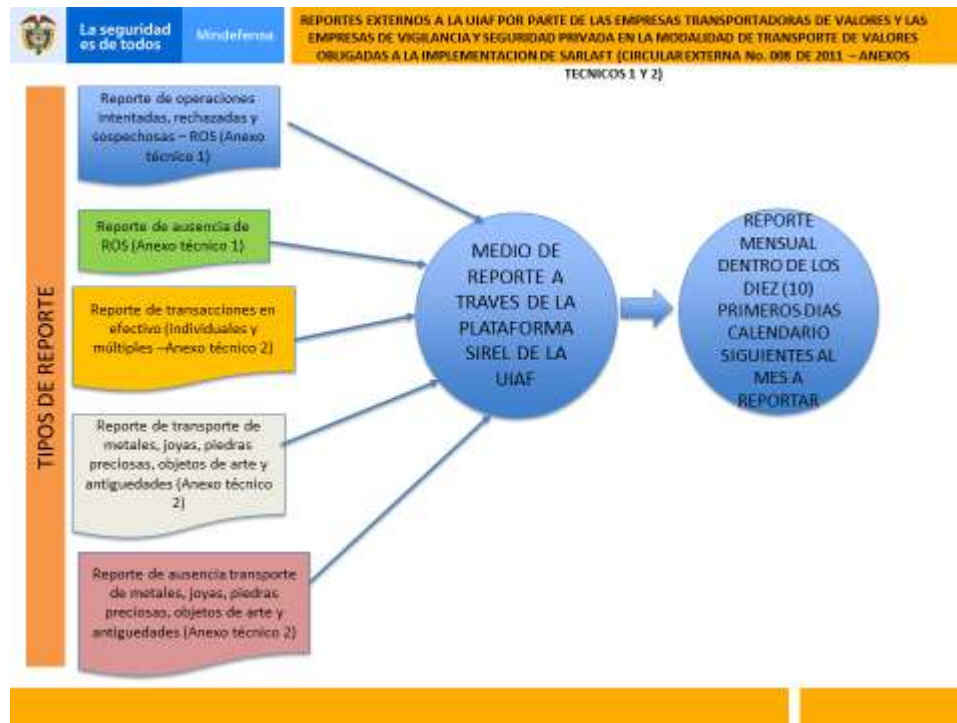 La seguridad
es de todos
Mindefensa
REPORTES EXTERNOS A LA UIAF POR PARTE DE LAS EMPRESAS TRANSPORTADORAS DE VALORES Y LAS
EMPRESAS DE VIGILANCIA Y SEGURIDAD PRIVADA EN LA MODALIDAD DE TRANSPORTE DE VALORES
OBLIGADAS A LA IMPLEMENTACION DE SARLAFT (CIRCULAR EXTERNA No. 008 DE 2011 – ANEXOS
TECNICOS 1 Y 2)
TIPOS DE REPORTE
Reporte de operaciones
intentadas, rechazadas y
sospechosas – ROS (Anexo
técnico 1)
Reporte de ausencia de
ROS (Anexo técnico 1)
Reporte de transacciones en
efectivo (individuales y
múltiples –Anexo técnico 2)
Reporte de transporte de
metales, joyas, piedras
preciosas, objetos de arte y
antiguedades (Anexo técnico
2)
Reporte de ausencia transporte
de metales, joyas, piedras
preciosas, objetos de arte y
antiguedades (Anexo técnico 2)
MEDIO DE
REPORTE A
TRAVES DE LA
PLATAFORMA
SIREL DE LA
UIAF
REPORTE
MENSUAL
DENTRO DE LOS
DIEZ (10)
PRIMEROS DIAS
CALENDARIO
SIGUIENTES AL
MES A
REPORTAR